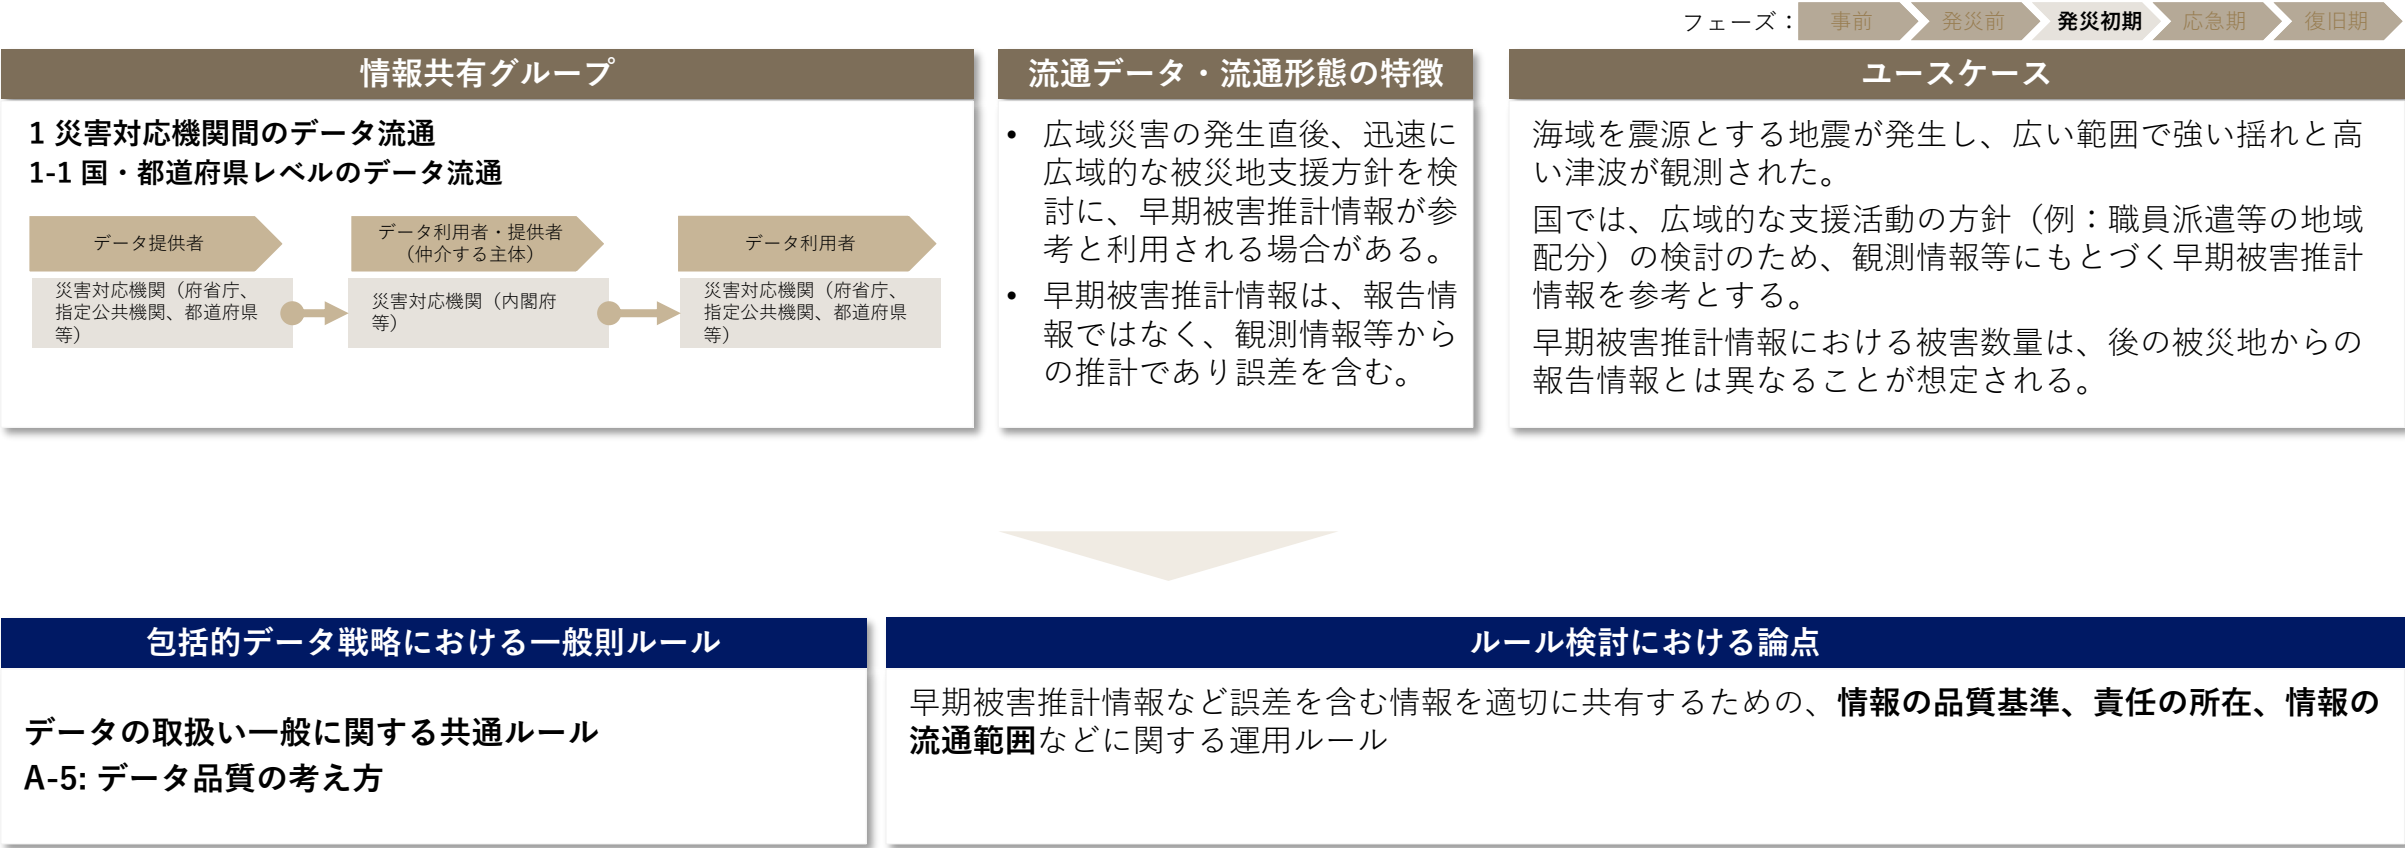 フェーズ： 事前 発災前 発災初期 応急期 復旧期
情報共有グループ
1 災害対応機関間のデータ流通
1-1 国・都道府県レベルのデータ流通
データ提供者
災害対応機関（府省庁、
指定公共機関、都道府県
等）
データ利用者・提供者
（仲介する主体）
災害対応機関（内閣府
等）
データ利用者
災害対応機関（府省庁、
指定公共機関、都道府県
等）
流通データ・流通形態の特徴
• 広域災害の発生直後、迅速に
広域的な被災地支援方針を検
討に、早期被害推計情報が参
考と利用される場合がある。
• 早期被害推計情報は、報告情
報ではなく、観測情報等から
の推計であり誤差を含む。
ユースケース
海域を震源とする地震が発生し、広い範囲で強い揺れと高
い津波が観測された。
国では、広域的な支援活動の方針（例：職員派遣等の地域
配分）の検討のため、観測情報等にもとづく早期被害推計
情報を参考とする。
早期被害推計情報における被害数量は、後の被災地からの
報告情報とは異なることが想定される。
包括的データ戦略における一般則ルール
データの取扱い一般に関する共通ルール
A-5: データ品質の考え方
ルール検討における論点
早期被害推計情報など誤差を含む情報を適切に共有するための、情報の品質基準、責任の所在、情報の
流通範囲などに関する運用ルール